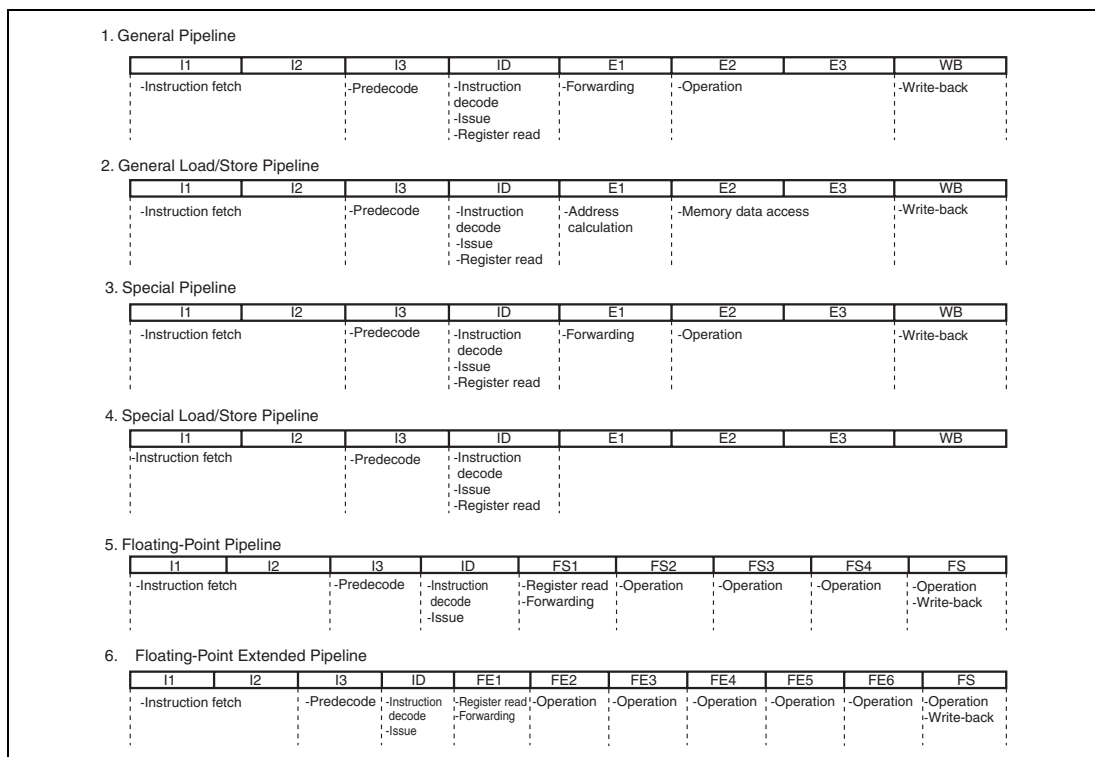 1. General Pipeline
I1 I2 I3 ID E1 E2 E3 WB
-Instruction fetch -Predecode -Instruction -Forwarding -Operation -Write-back
decode
-Issue
-Register read
2. General Load/Store Pipeline
I1 I2 I3 ID E1 E2 E3 WB
-Instruction fetch -Predecode -Instruction -Address -Memory data access -Write-back
decode calculation
-Issue
-Register read
3. Special Pipeline
I1 I2 I3 ID E1 E2 E3 WB
-Instruction fetch -Predecode -Instruction -Forwarding -Operation -Write-back
decode
-Issue
-Register read
4. Special Load/Store Pipeline
I1 I2 I3 ID E1 E2 E3 WB
-Instruction fetch -Predecode -Instruction
decode
-Issue
-Register read
5. Floating-Point Pipeline
I1 I2 I3 ID FS1 FS2 FS3 FS4 FS
-Instruction fetch -Predecode -Instruction -Register read -Operation -Operation -Operation -Operation
decode -Forwarding -Write-back
-Issue
6. Floating-Point Extended Pipeline
I1 I2 I3 ID FE1 FE2 FE3 FE4 FE5 FE6 FS
-Instruction fetch -Predecode -Instruction -Register read -Operation -Operation -Operation -Operation -Operation -Operation
decode -Forwarding -Write-back
-Issue